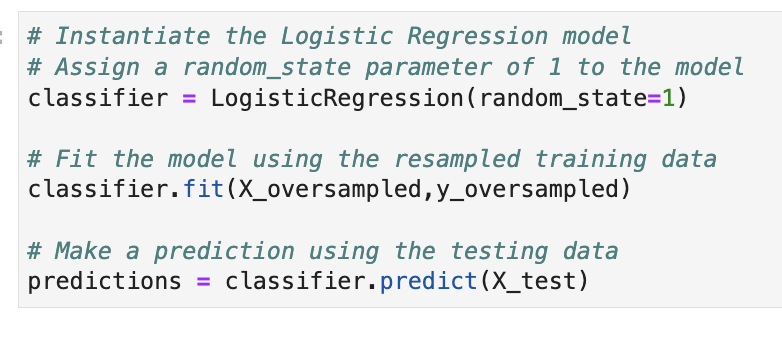 # Instantiate the Logistic Regression model
# Assign a random_state parameter of 1 to the model
classifier = LogisticRegression(random_state=1)
# Fit the model using the resampled training data
classifier.fit(X_oversampled,y_oversampled)
# Make a prediction using the testing data
predictions = classifier.predict(X_test)